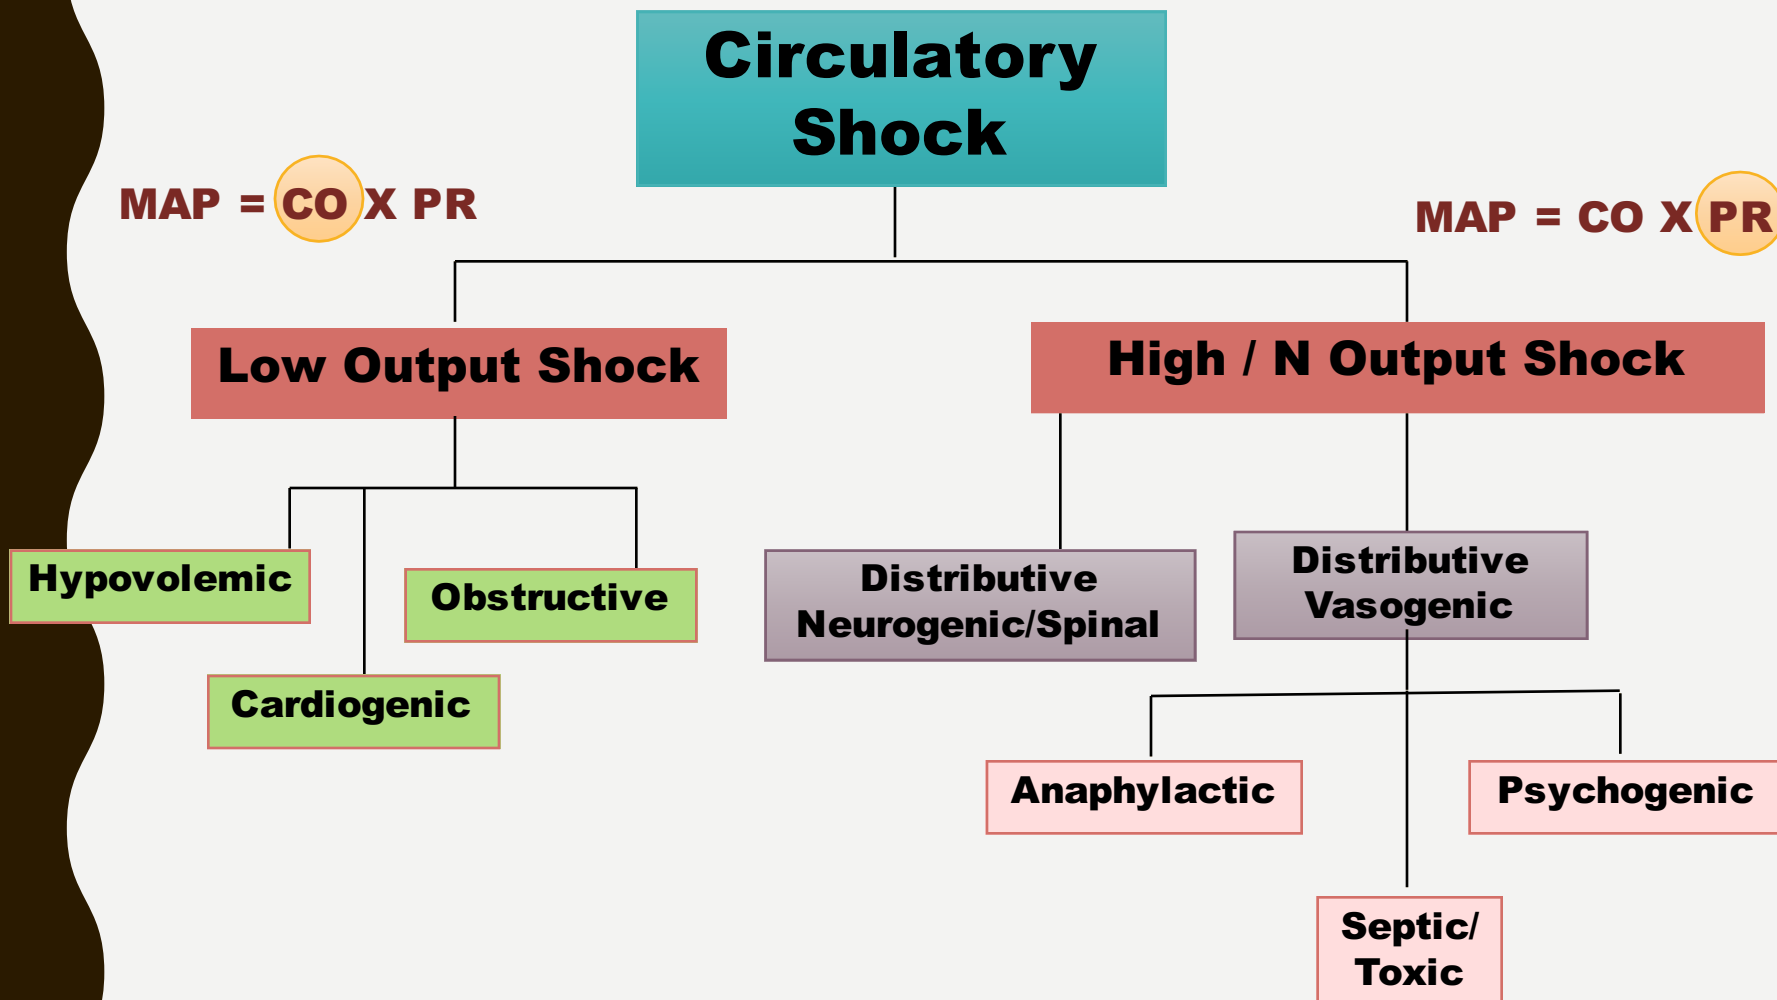 Circulatory
Shock
MAP = CO X PR
MAP = CO X PR
Low Output Shock
High / N Output Shock
Hypovolemic
Obstructive
Cardiogenic
Distributive
Neurogenic/Spinal
Distributive
Vasogenic
Anaphylactic
Psychogenic
Septic/
Toxic